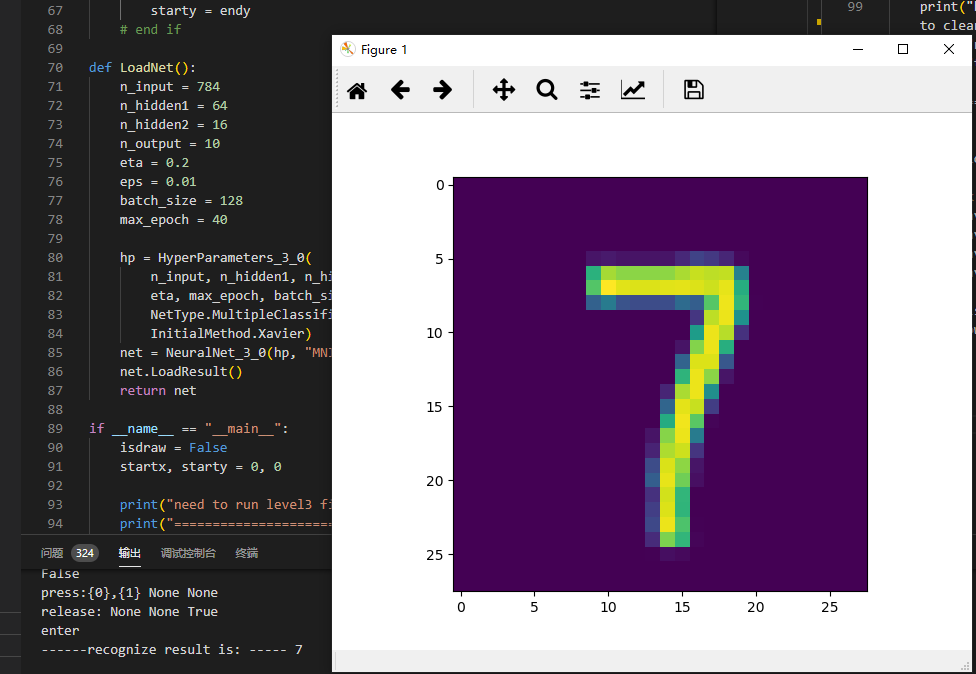 67 starty = endy
68 # end if
69
70 def LoadNet():
71 n_input = 784
72 n_hidden1 = 64
73 n_hidden2 = 16
74 n_output = 10
75 eta = 0.2
76 eps = 0.01
77 batch_size = 128
78 max_epoch = 40
79
80 hp = HyperParameters_3_0(
81 n_input, n_hidden1, n_hi
82 eta, max_epoch, batch_si
83 NetType.MultipleClassifi
84 InitialMethod.Xavier)
85 net = NeuralNet_3_0(hp, "MNI
86 net.LoadResult()
87 return net
88
89 if __name__ == "__main__":
90 isdraw = False
91 startx, starty = 0, 0
92
93 print("need to run level3 fi
94 print("======================
问题 324 输出 调试控制台 终端
False
press:{0},{1} None None
release: None None True
enter
------recognize result is: ----- 7
99 print("
to clea
Figure 1
0
5
10
15
20
25
0 5 10 15 20 25
7